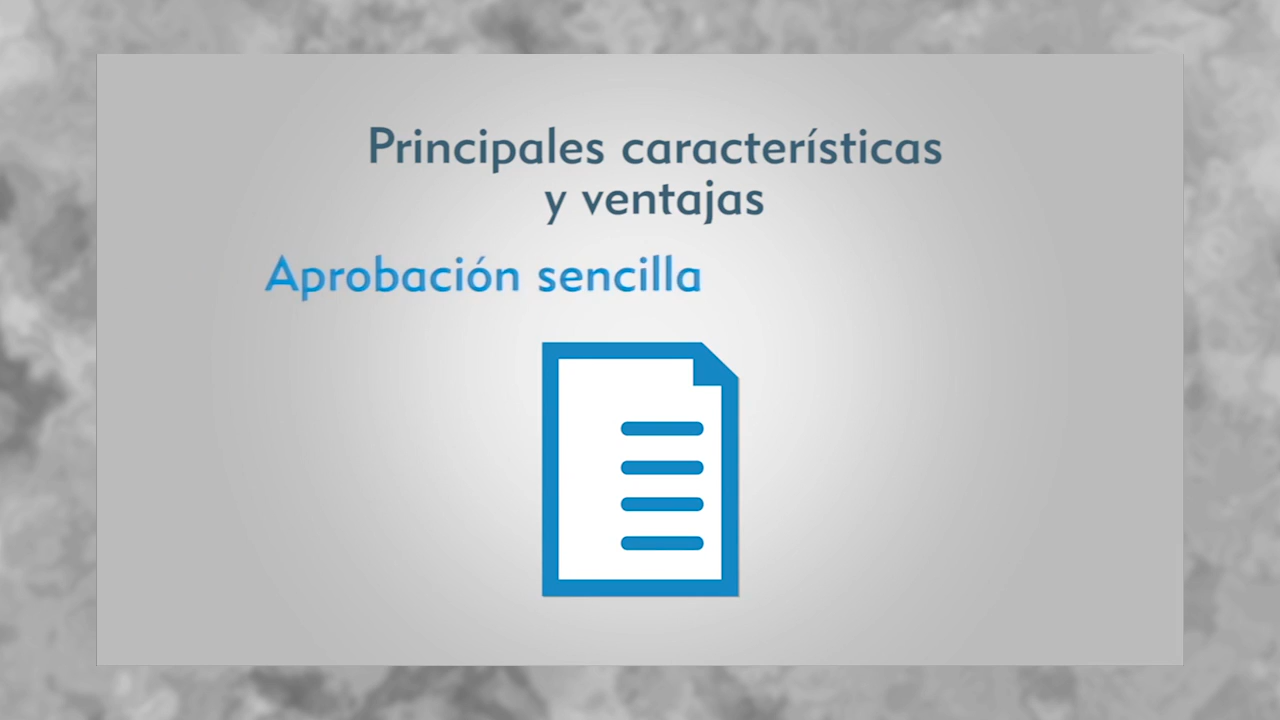 Principales características
y ventajas
Aprobación sencilla